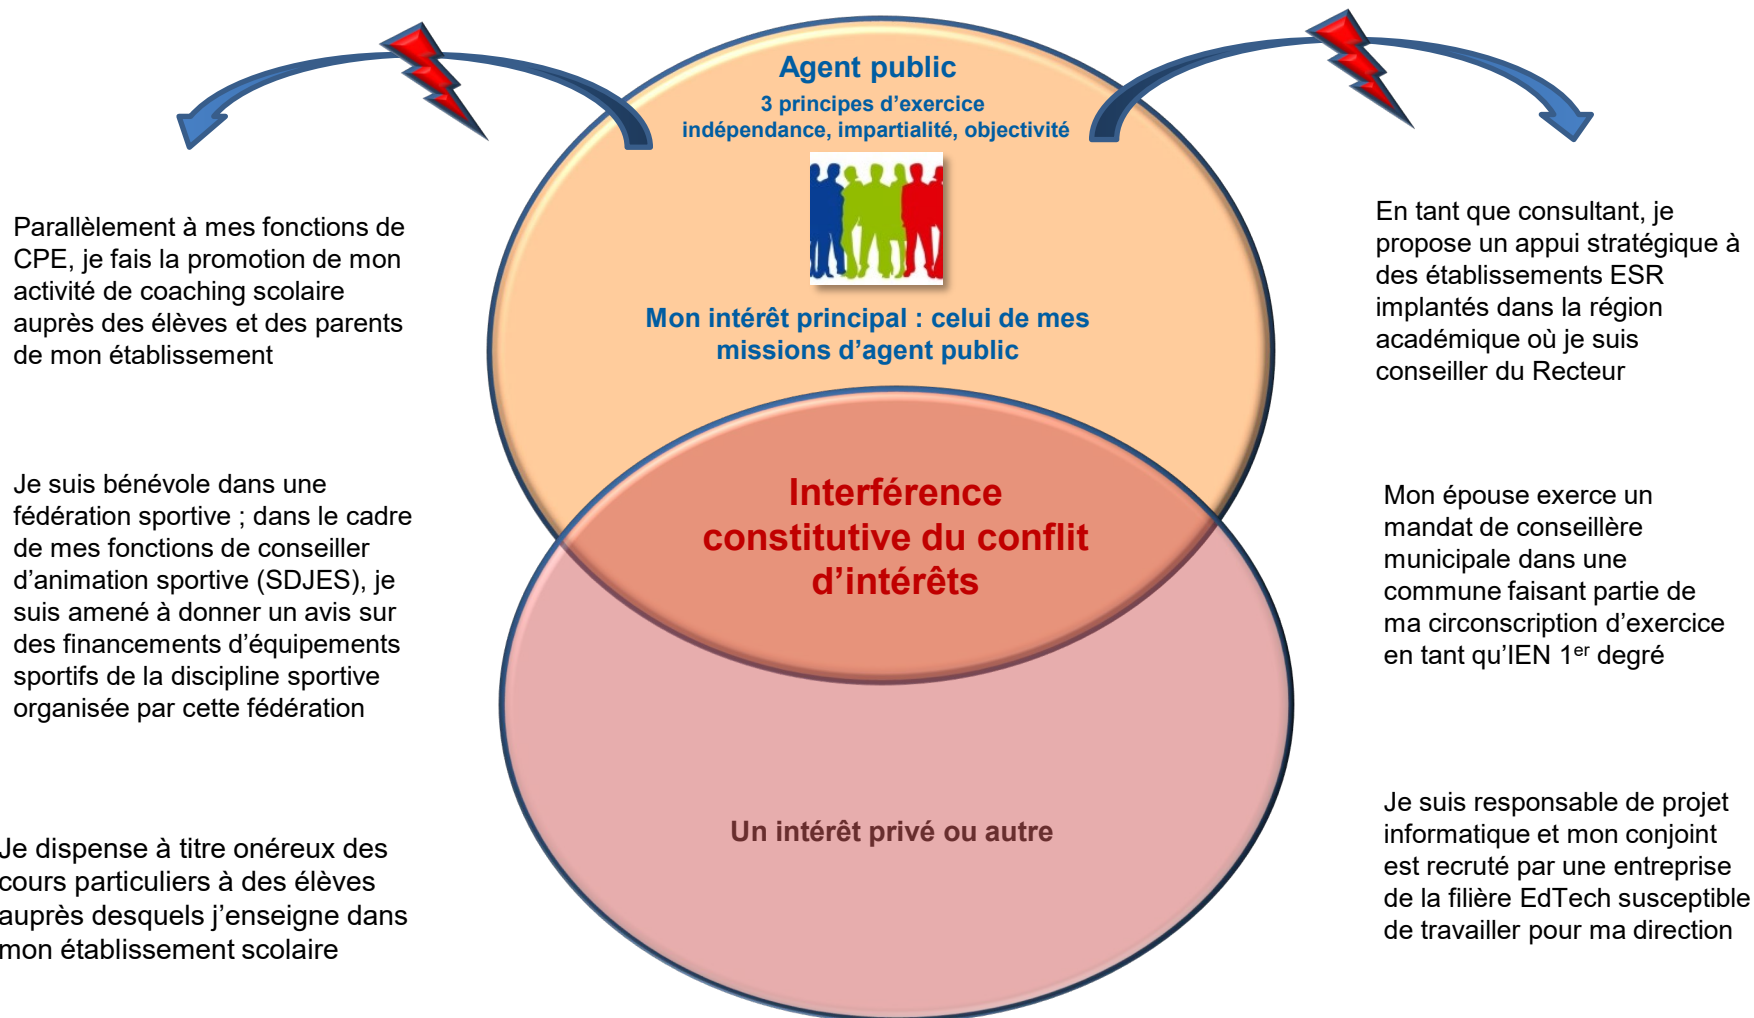 Agent public
3 principes d’exercice
indépendance, impartialité, objectivité
Mon intérêt principal : celui de mes
missions d’agent public
Interférence
constitutive du conflit
d’intérêts
Un intérêt privé ou autre
Parallèlement à mes fonctions de
CPE, je fais la promotion de mon
activité de coaching scolaire
auprès des élèves et des parents
de mon établissement
Je suis bénévole dans une
fédération sportive ; dans le cadre
de mes fonctions de conseiller
d’animation sportive (SDJES), je
suis amené à donner un avis sur
des financements d’équipements
sportifs de la discipline sportive
organisée par cette fédération
Je dispense à titre onéreux des
cours particuliers à des élèves
auprès desquels j’enseigne dans
mon établissement scolaire
En tant que consultant, je
propose un appui stratégique à
des établissements ESR
implantés dans la région
académique où je suis
conseiller du Recteur
Mon épouse exerce un
mandat de conseillère
municipale dans une
commune faisant partie de
ma circonscription d’exercice
en tant qu’IEN 1er degré
Je suis responsable de projet
informatique et mon conjoint
est recruté par une entreprise
de la filière EdTech susceptible
de travailler pour ma direction